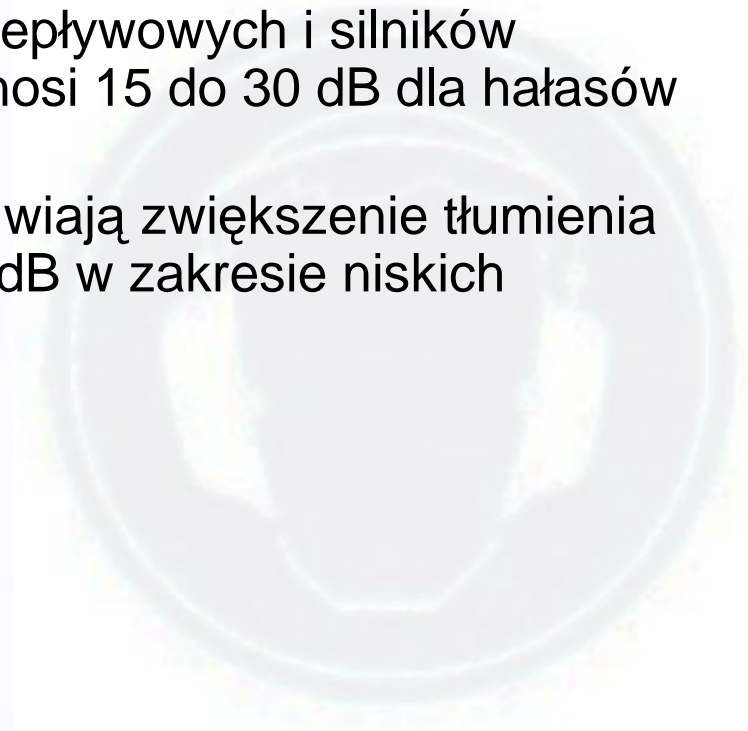 epływowych i silników
nosi 15 do 30 dB dla hałasów
wiają zwiększenie tłumienia
dB w zakresie niskich